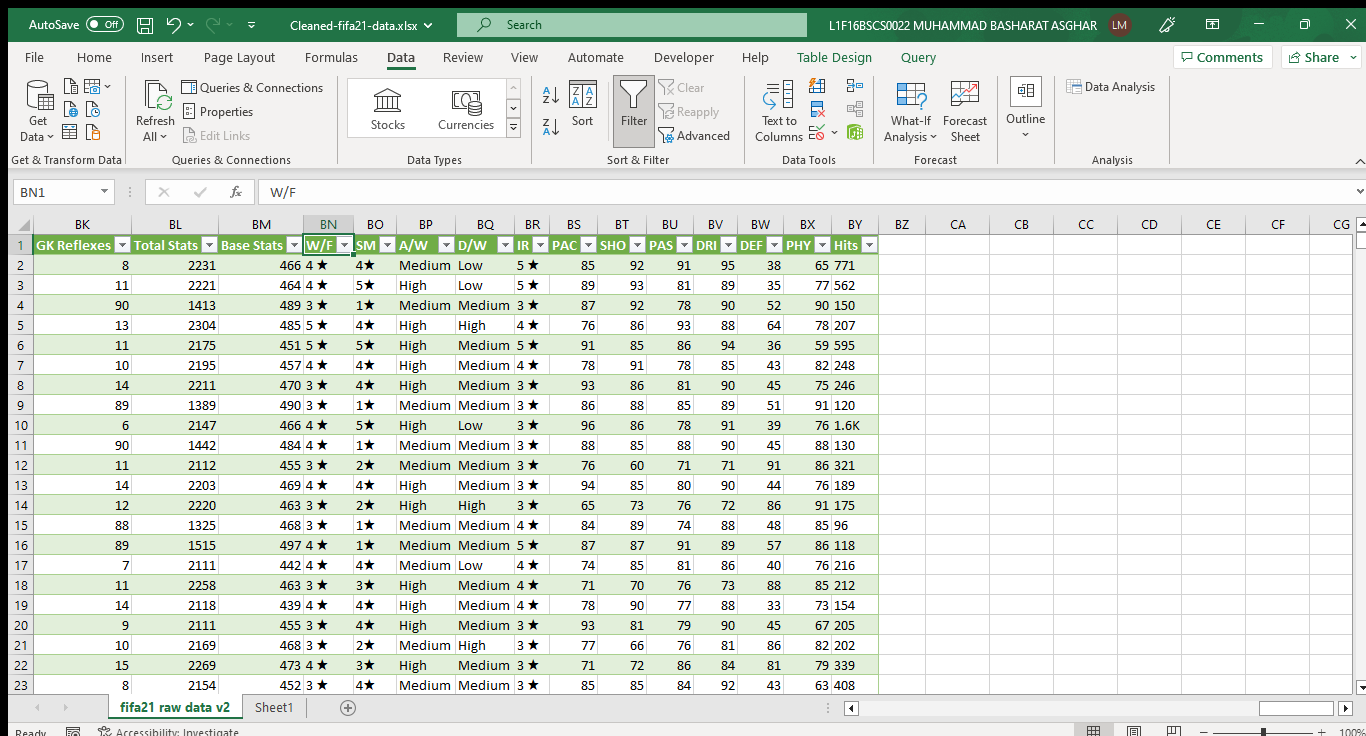 AutoSave Off Cleaned-fifa21-data.xlsx Search L1F16BSCS0022 MUHAMMAD BASHARAT ASGHAR LM
File Home Insert Page Layout Formulas Data Review View Automate Developer Help Table Design Query Comments Share
Get Data Refresh All Queries & Connections Properties Edit Links Stocks Currencies Sort Filter Clear Reapply Advanced Text to Columns What-If Analysis Forecast Sheet Outline Data Analysis
Get & Transform Data Queries & Connections Data Types Sort & Filter Data Tools Forecast Analysis
BN1 fx W/F
BK BL BM BN BO BP BQ BR BS BT BU BV BW BX BY BZ CA CB CC CD CE CF CG
1 GK Reflexes Total Stats Base Stats W/F SM A/W D/W IR PAC SHO PAS DRI DEF PHY Hits
2 8 2231 466 4 ★ 4★ Medium Low 5 ★ 85 92 91 95 38 65 771
3 11 2221 464 4 ★ 5★ High Low 5 ★ 89 93 81 89 35 77 562
4 90 1413 489 3 ★ 1★ Medium Medium 3 ★ 87 92 78 90 52 90 150
5 13 2304 485 5 ★ 4★ High High 4 ★ 76 86 93 88 64 78 207
6 11 2175 451 5 ★ 5★ High Medium 5 ★ 91 85 86 94 36 59 595
7 10 2195 457 4 ★ 4★ High Medium 4 ★ 78 91 78 85 43 82 248
8 14 2211 470 3 ★ 4★ High Medium 3 ★ 93 86 81 90 45 75 246
9 89 1389 490 3 ★ 1★ Medium Medium 3 ★ 86 88 85 89 51 91 120
10 6 2147 466 4 ★ 5★ High Low 3 ★ 96 86 78 91 39 76 1.6K
11 90 1442 484 4 ★ 1★ Medium Medium 3 ★ 88 85 88 90 45 88 130
12 11 2112 455 3 ★ 2★ Medium Medium 3 ★ 76 60 71 71 91 86 321
13 14 2203 469 4 ★ 4★ High Medium 3 ★ 94 85 80 90 44 76 189
14 12 2220 463 3 ★ 2★ High High 3 ★ 65 73 76 72 86 91 175
15 88 1325 468 3 ★ 1★ Medium Medium 4 ★ 84 89 74 88 48 85 96
16 89 1515 497 4 ★ 1★ Medium Medium 5 ★ 87 87 91 89 57 86 118
17 7 2111 442 4 ★ 4★ Medium Low 4 ★ 74 85 81 86 40 76 216
18 11 2258 463 3 ★ 3★ High Medium 4 ★ 71 70 76 73 88 85 212
19 14 2118 439 4 ★ 4★ High Medium 4 ★ 78 90 77 88 33 73 154
20 9 2111 455 3 ★ 4★ High Medium 3 ★ 93 81 79 90 45 67 205
21 10 2169 468 3 ★ 2★ Medium High 3 ★ 77 66 76 81 86 82 202
22 15 2269 473 4 ★ 3★ High Medium 3 ★ 71 72 86 84 81 79 339
23 8 2154 452 3 ★ 4★ Medium Medium 3 ★ 85 85 84 92 43 63 408
fifa21 raw data v2 Sheet1
Ready Accessibility: Investigate 100%